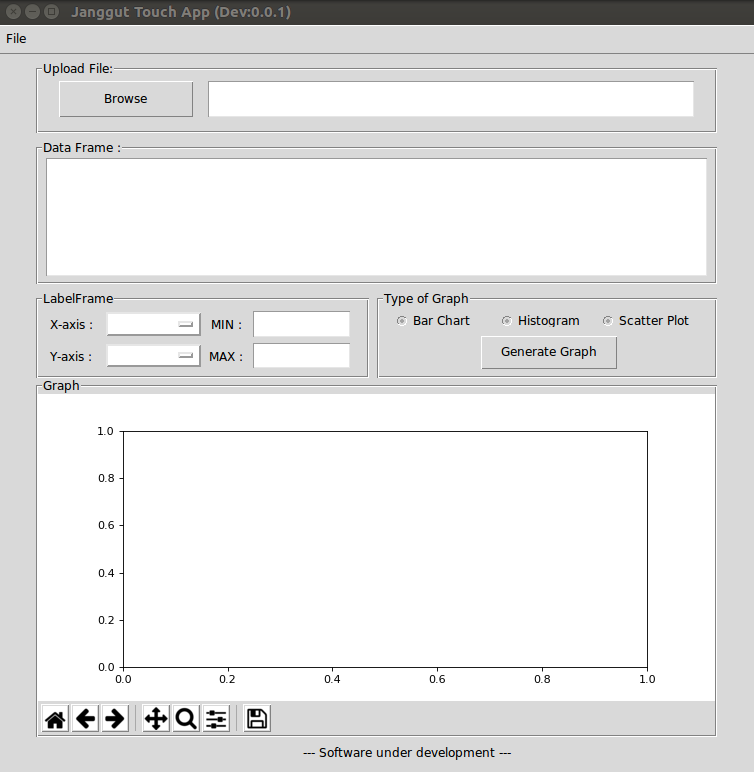 Janggut Touch App (Dev:0.0.1)
File
Upload File:
Browse
Data Frame :
LabelFrame
X-axis :
MIN :
Y-axis :
MAX :
Type of Graph
Bar Chart
Histogram
Scatter Plot
Generate Graph
Graph
1.0
0.8
0.6
0.4
0.2
0.0
0.0 0.2 0.4 0.6 0.8 1.0
--- Software under development ---